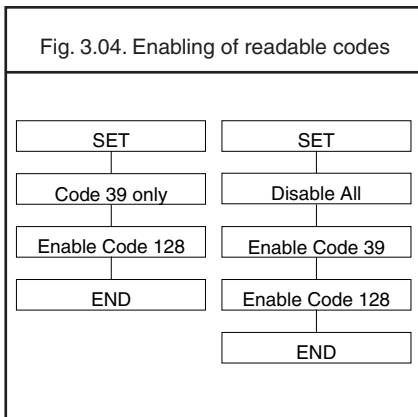 Fig. 3.04. Enabling of readable codes
SET
Code 39 only
Enable Code 128
END
SET
Disable All
Enable Code 39
Enable Code 128
END